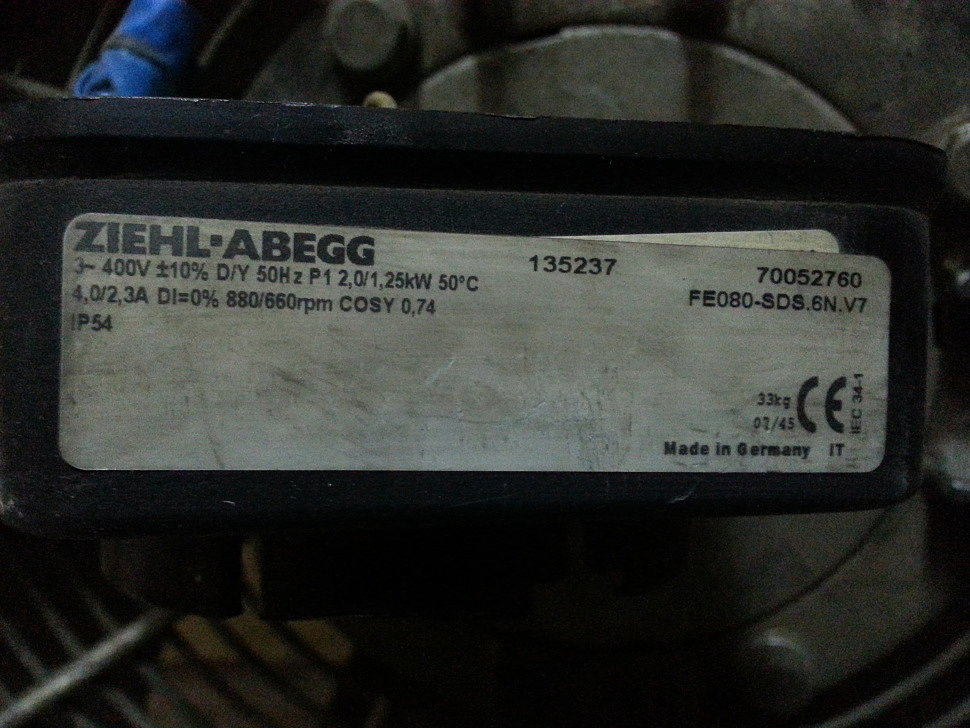 ZIEHL-ABEGG
3~ 400V ±10% D/Y 50Hz P1 2,0/1,25kW 50°C
4,0/2,3A DI=0% 880/660rpm COSY 0,74
IP54
135237
70052760
FE080-SDS.6N.V7
33kg
07/45
CE
IEC 34-1
Made in Germany IT